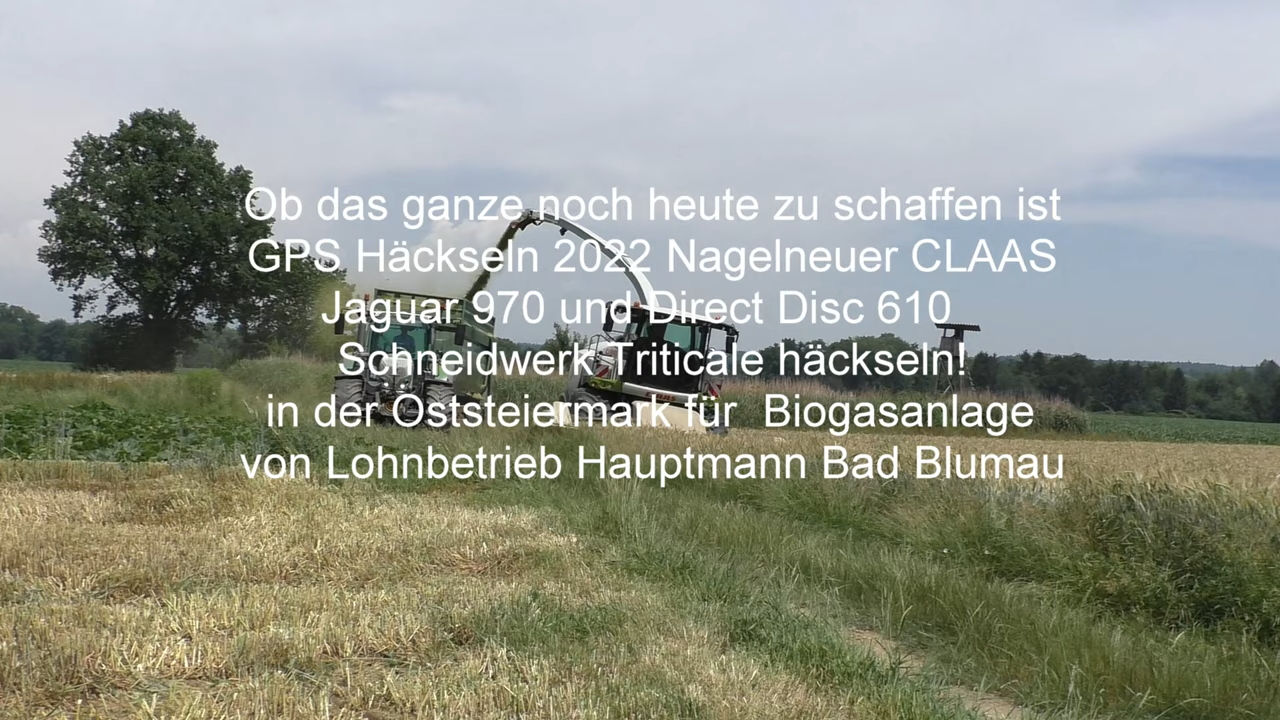 Ob das ganze noch heute zu schaffen ist
GPS Häckseln 2022 Nagelneuer CLAAS
Jaguar 970 und Direct Disc 610
Schneidwerk Triticale häckseln!
in der Oststeiermark für  Biogasanlage
von Lohnbetrieb Hauptmann Bad Blumau